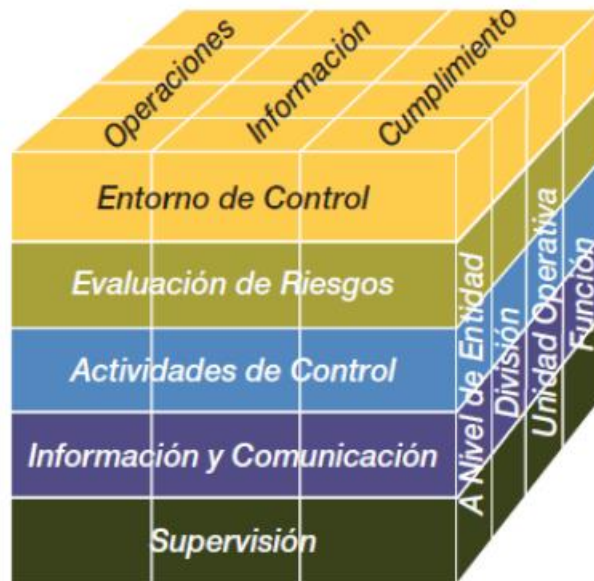 Operaciones
Información
Cumplimiento
Entorno de Control
Evaluación de Riesgos
Actividades de Control
Información y Comunicación
Supervisión
A Nivel de Entidad
División
Unidad Operativa
Función